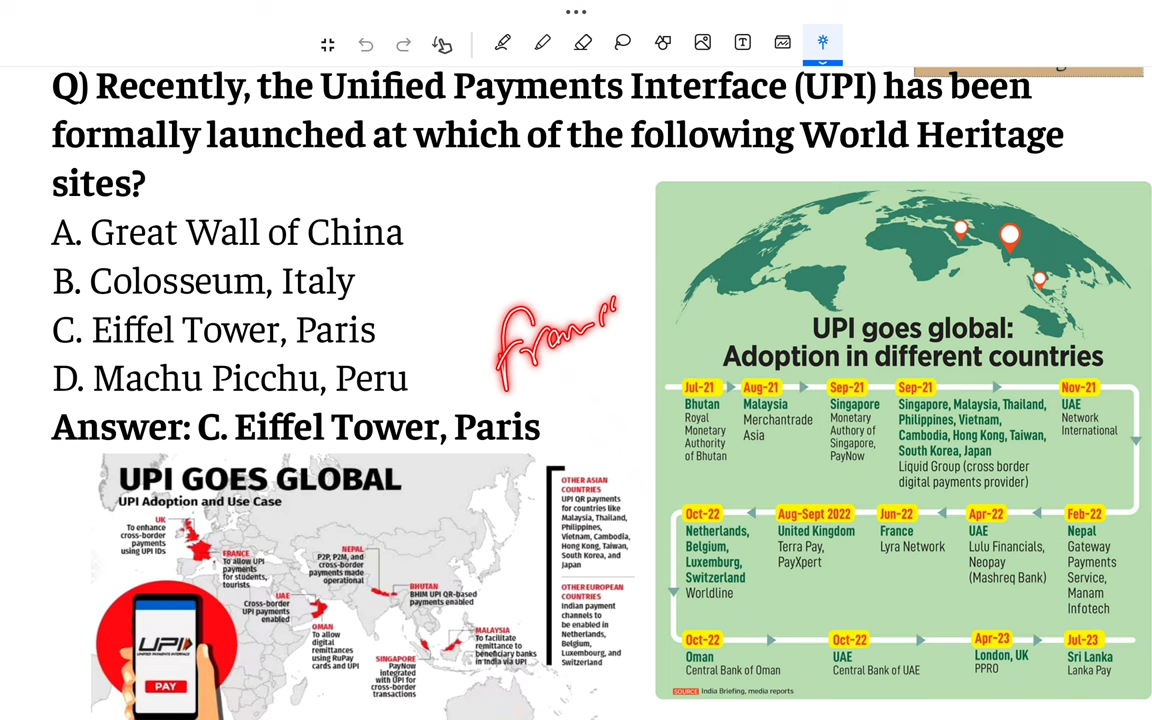 Q) Recently, the Unified Payments Interface (UPI) has been
formally launched at which of the following World Heritage
sites?
A. Great Wall of China
B. Colosseum, Italy
C. Eiffel Tower, Paris
D. Machu Picchu, Peru
Answer: C. Eiffel Tower, Paris
UPI GOES GLOBAL
UPI Adoption and Use Case
UK
To enhance
cross-border
payments
using UPI IDs
FRANCE
To allow UPI
payments
for students,
tourists
NEPAL
P2P, P2M, and
cross-border
payments made
operational
BHUTAN
BHIM UPI QR-based
payments enabled
UAE
Cross-border
UPI payments
enabled
OMAN
To allow
digital
remittances
using RuPay
cards and UPI
SINGAPORE
PayNow
integrated
with UPI for
cross-border
transactions
MALAYSIA
To facilitate
remittance to
beneficiary banks
in India via UPI
OTHER ASIAN
COUNTRIES
UPI QR payments
for countries like
Malaysia, Thailand,
Philippines,
Vietnam, Cambodia,
Hong Kong, Taiwan,
South Korea, and
Japan
OTHER EUROPEAN
COUNTRIES
Indian payment
channels to
be enabled in
Netherlands,
Belgium,
Luxembourg, and
Switzerland
UPI
UNIFIED PAYMENTS INTERFACE
PAY
UPI goes global:
Adoption in different countries
Jul-21
Bhutan
Royal
Monetary
Authority
of Bhutan
Aug-21
Malaysia
Merchantrade
Asia
Sep-21
Singapore
Monetary
Authory of
Singapore,
PayNow
Sep-21
Singapore, Malaysia, Thailand,
Philippines, Vietnam,
Cambodia, Hong Kong, Taiwan,
South Korea, Japan
Liquid Group (cross border
digital payments provider)
Nov-21
UAE
Network
International
Oct-22
Netherlands,
Belgium,
Luxemburg,
Switzerland
Worldline
Aug-Sept 2022
United Kingdom
Terra Pay,
PayXpert
Jun-22
France
Lyra Network
Apr-22
UAE
Lulu Financials,
Neopay
(Mashreq Bank)
Feb-22
Nepal
Gateway
Payments
Service,
Manam
Infotech
Oct-22
Oman
Central Bank of Oman
Oct-22
UAE
Central Bank of UAE
Apr-23
London, UK
PPRO
Jul-23
Sri Lanka
Lanka Pay
SOURCE India Briefing, media reports